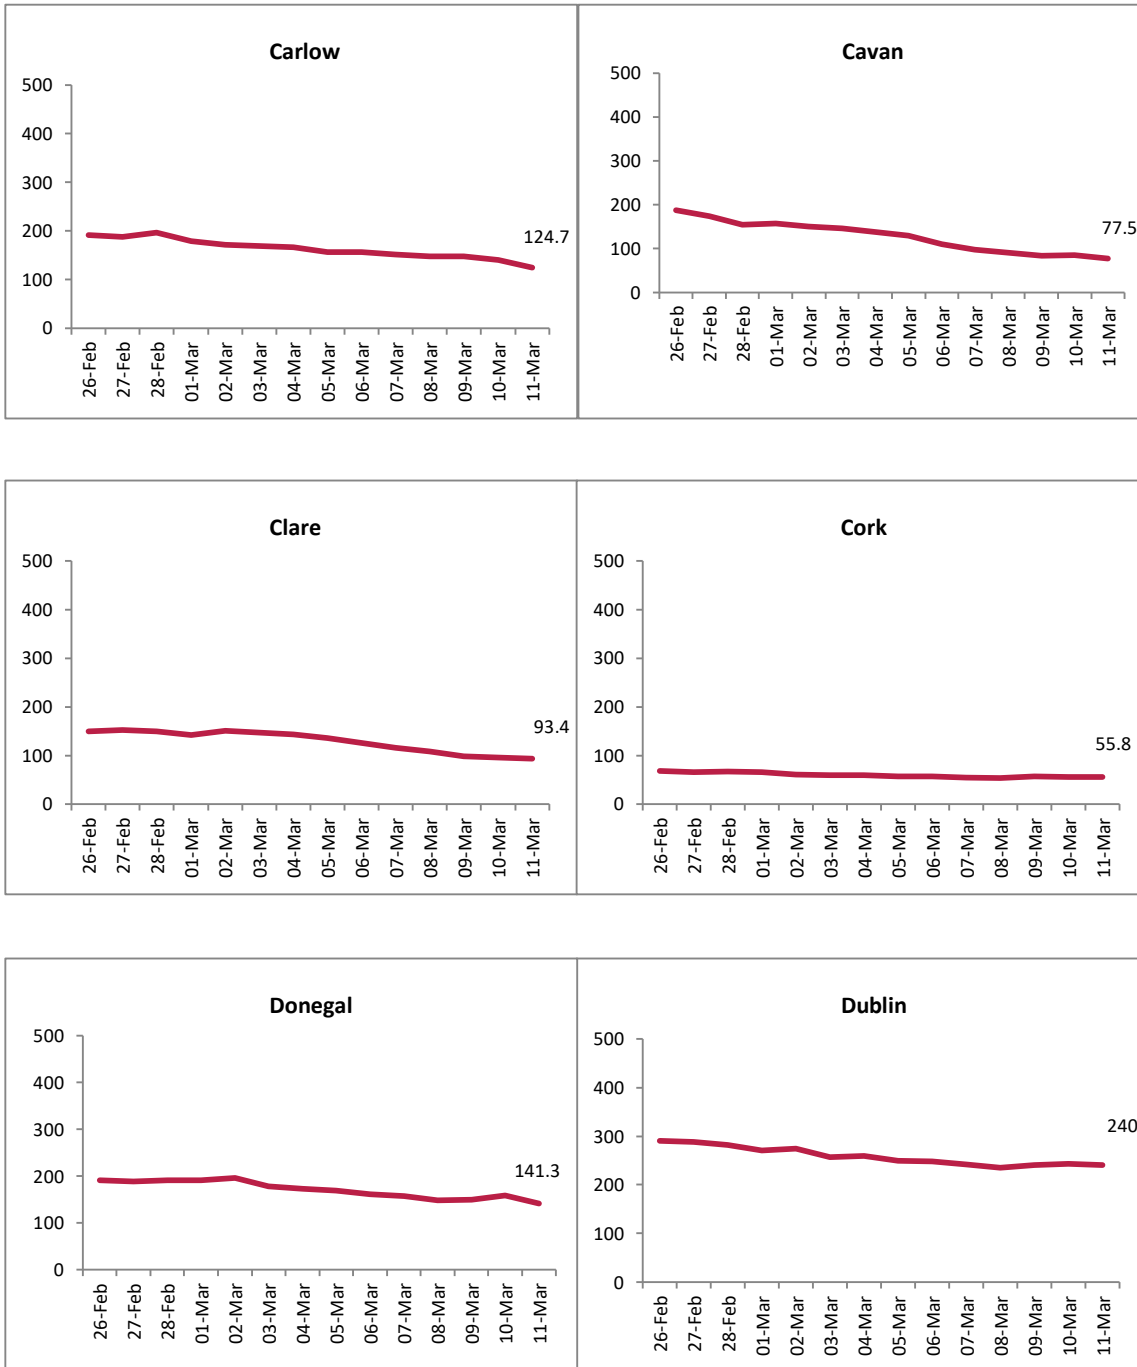 Carlow
500
400
300
200
100
0
124.7
26-Feb
27-Feb
28-Feb
01-Mar
02-Mar
03-Mar
04-Mar
05-Mar
06-Mar
07-Mar
08-Mar
09-Mar
10-Mar
11-Mar
Cavan
500
400
300
200
100
0
77.5
26-Feb
27-Feb
28-Feb
01-Mar
02-Mar
03-Mar
04-Mar
05-Mar
06-Mar
07-Mar
08-Mar
09-Mar
10-Mar
11-Mar
Clare
500
400
300
200
100
0
93.4
26-Feb
27-Feb
28-Feb
01-Mar
02-Mar
03-Mar
04-Mar
05-Mar
06-Mar
07-Mar
08-Mar
09-Mar
10-Mar
11-Mar
Cork
500
400
300
200
100
0
55.8
26-Feb
27-Feb
28-Feb
01-Mar
02-Mar
03-Mar
04-Mar
05-Mar
06-Mar
07-Mar
08-Mar
09-Mar
10-Mar
11-Mar
Donegal
500
400
300
200
100
0
141.3
26-Feb
27-Feb
28-Feb
01-Mar
02-Mar
03-Mar
04-Mar
05-Mar
06-Mar
07-Mar
08-Mar
09-Mar
10-Mar
11-Mar
Dublin
500
400
300
200
100
0
240
26-Feb
27-Feb
28-Feb
01-Mar
02-Mar
03-Mar
04-Mar
05-Mar
06-Mar
07-Mar
08-Mar
09-Mar
10-Mar
11-Mar